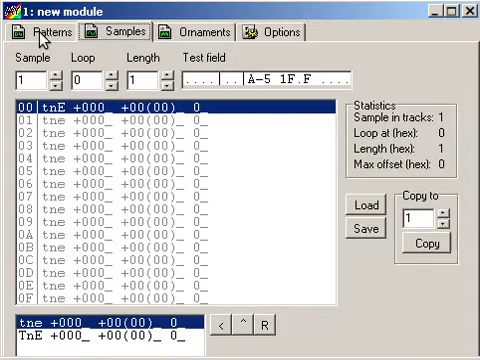 1: new module
Patterns Samples Ornaments Options
Sample Loop Length Test field
1 0 1 ....|..|A-5 1F.F ....
00 tnE +000_ +00(00)_ 0_
01 tne +000_ +00(00)_ 0_
02 tne +000_ +00(00)_ 0_
03 tne +000_ +00(00)_ 0_
04 tne +000_ +00(00)_ 0_
05 tne +000_ +00(00)_ 0_
06 tne +000_ +00(00)_ 0_
07 tne +000_ +00(00)_ 0_
08 tne +000_ +00(00)_ 0_
09 tne +000_ +00(00)_ 0_
0A tne +000_ +00(00)_ 0_
0B tne +000_ +00(00)_ 0_
0C tne +000_ +00(00)_ 0_
0D tne +000_ +00(00)_ 0_
0E tne +000_ +00(00)_ 0_
0F tne +000_ +00(00)_ 0_
tne +000_ +00(00)_ 0_
TnE +000_ +00(00)_ 0_
< ^ R
Statistics
Sample in tracks: 1
Loop at (hex): 0
Length (hex): 1
Max offset (hex): 0
Load
Save
Copy to
1
Copy